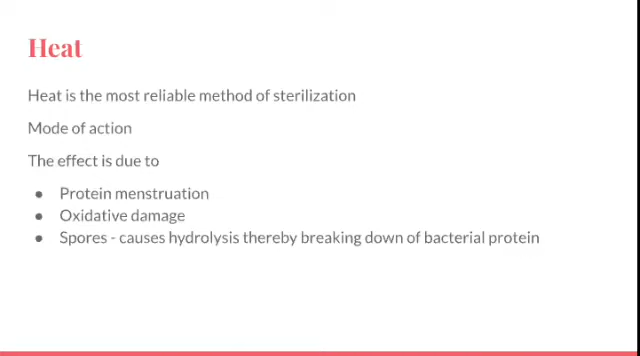 Heat
Heat is the most reliable method of sterilization
Mode of action
The effect is due to
● Protein menstruation
● Oxidative damage
● Spores - causes hydrolysis thereby breaking down of bacterial protein